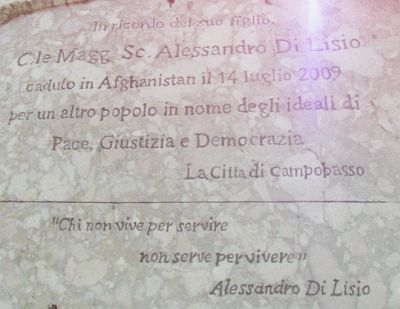 In ricordo del suo figlio,
C.le Magg. Sc. Alessandro Di Lisio
caduto in Afghanistan il 14 luglio 2009
per un altro popolo in nome degli ideali di
Pace, Giustizia e Democrazia
La Città di Campobasso
"Chi non vive per servire
non serve per vivere"
Alessandro Di Lisio